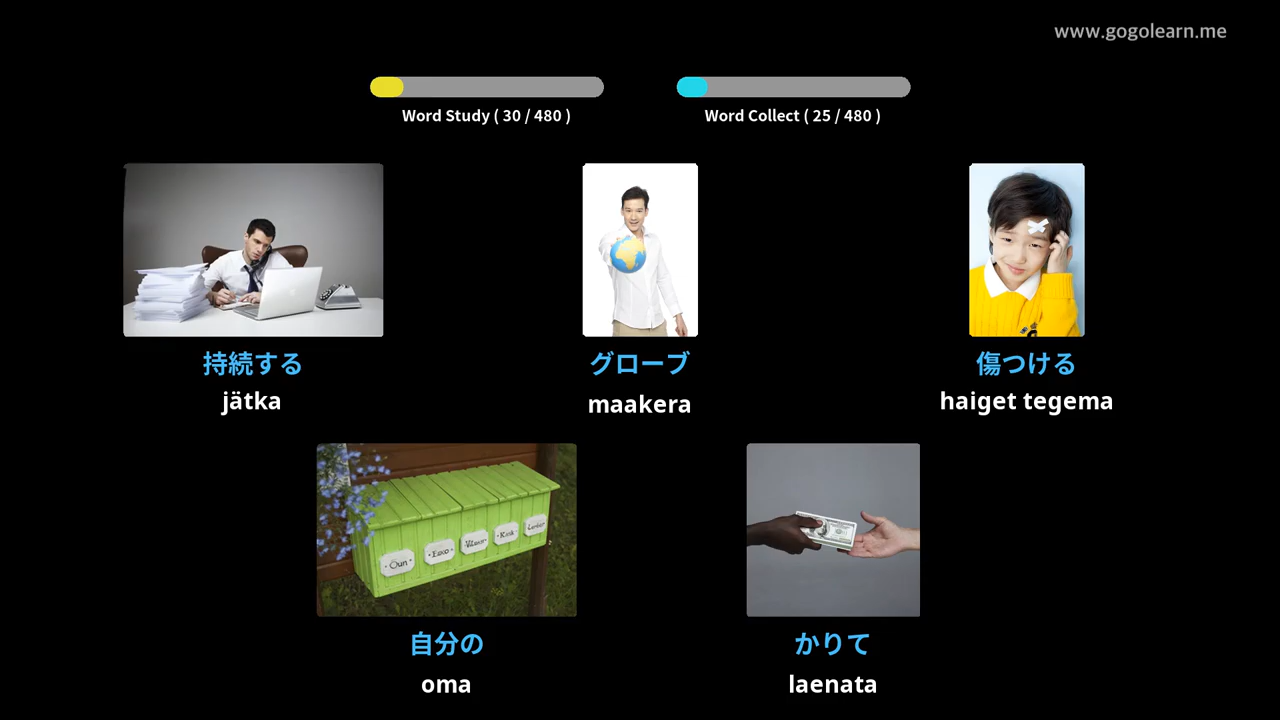 www.gogolearn.me
Word Study ( 30 / 480 )
Word Collect ( 25 / 480 )
持続する
jätka
グローブ
maakera
傷つける
haiget tegema
Õun
自分の
oma
かりて
laenata